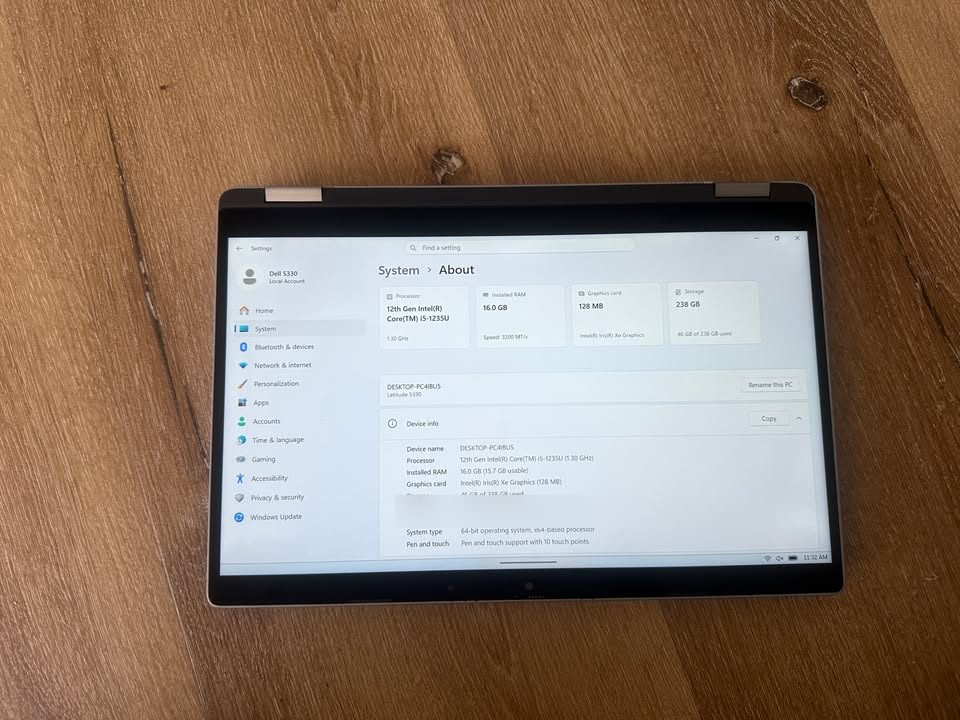 Settings
Find a setting
Dell 5330
Local Account
Home
System
Bluetooth & devices
Network & internet
Personalization
Apps
Accounts
Time & language
Gaming
Accessibility
Privacy & security
Windows Update
System › About
Processor
12th Gen Intel(R)
Core(TM) i5-1235U
1.30 GHz
Installed RAM
16.0 GB
Speed: 3200 MT/s
Graphics card
128 MB
Intel(R) Iris(R) Xe Graphics
Storage
238 GB
46 GB of 238 GB used
DESKTOP-PC4IBUS
Latitude 5330
Rename this PC
Device info
Copy
Device name DESKTOP-PC4IBUS
Processor 12th Gen Intel(R) Core(TM) i5-1235U (1.30 GHz)
Installed RAM 16.0 GB (15.7 GB usable)
Graphics card Intel(R) Iris(R) Xe Graphics (128 MB)
Storage 46 GB of 238 GB used
System type 64-bit operating system, x64-based processor
Pen and touch Pen and touch support with 10 touch points
11:32 AM